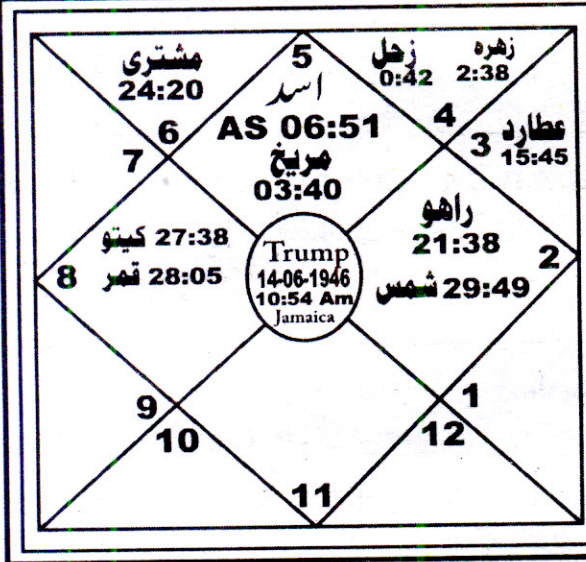 مشتری
24:20
5
اسد
AS 06:51
مریخ
03:40
زحل
0:42
زہرہ
2:38
4
3
عطارد
15:45
6
7
کیتو 27:38
قمر 28:05
8
Trump
14-06-1946
10:54 Am
Jamaica
راھو
21:38
شمس 29:49
2
9
10
1
12
11